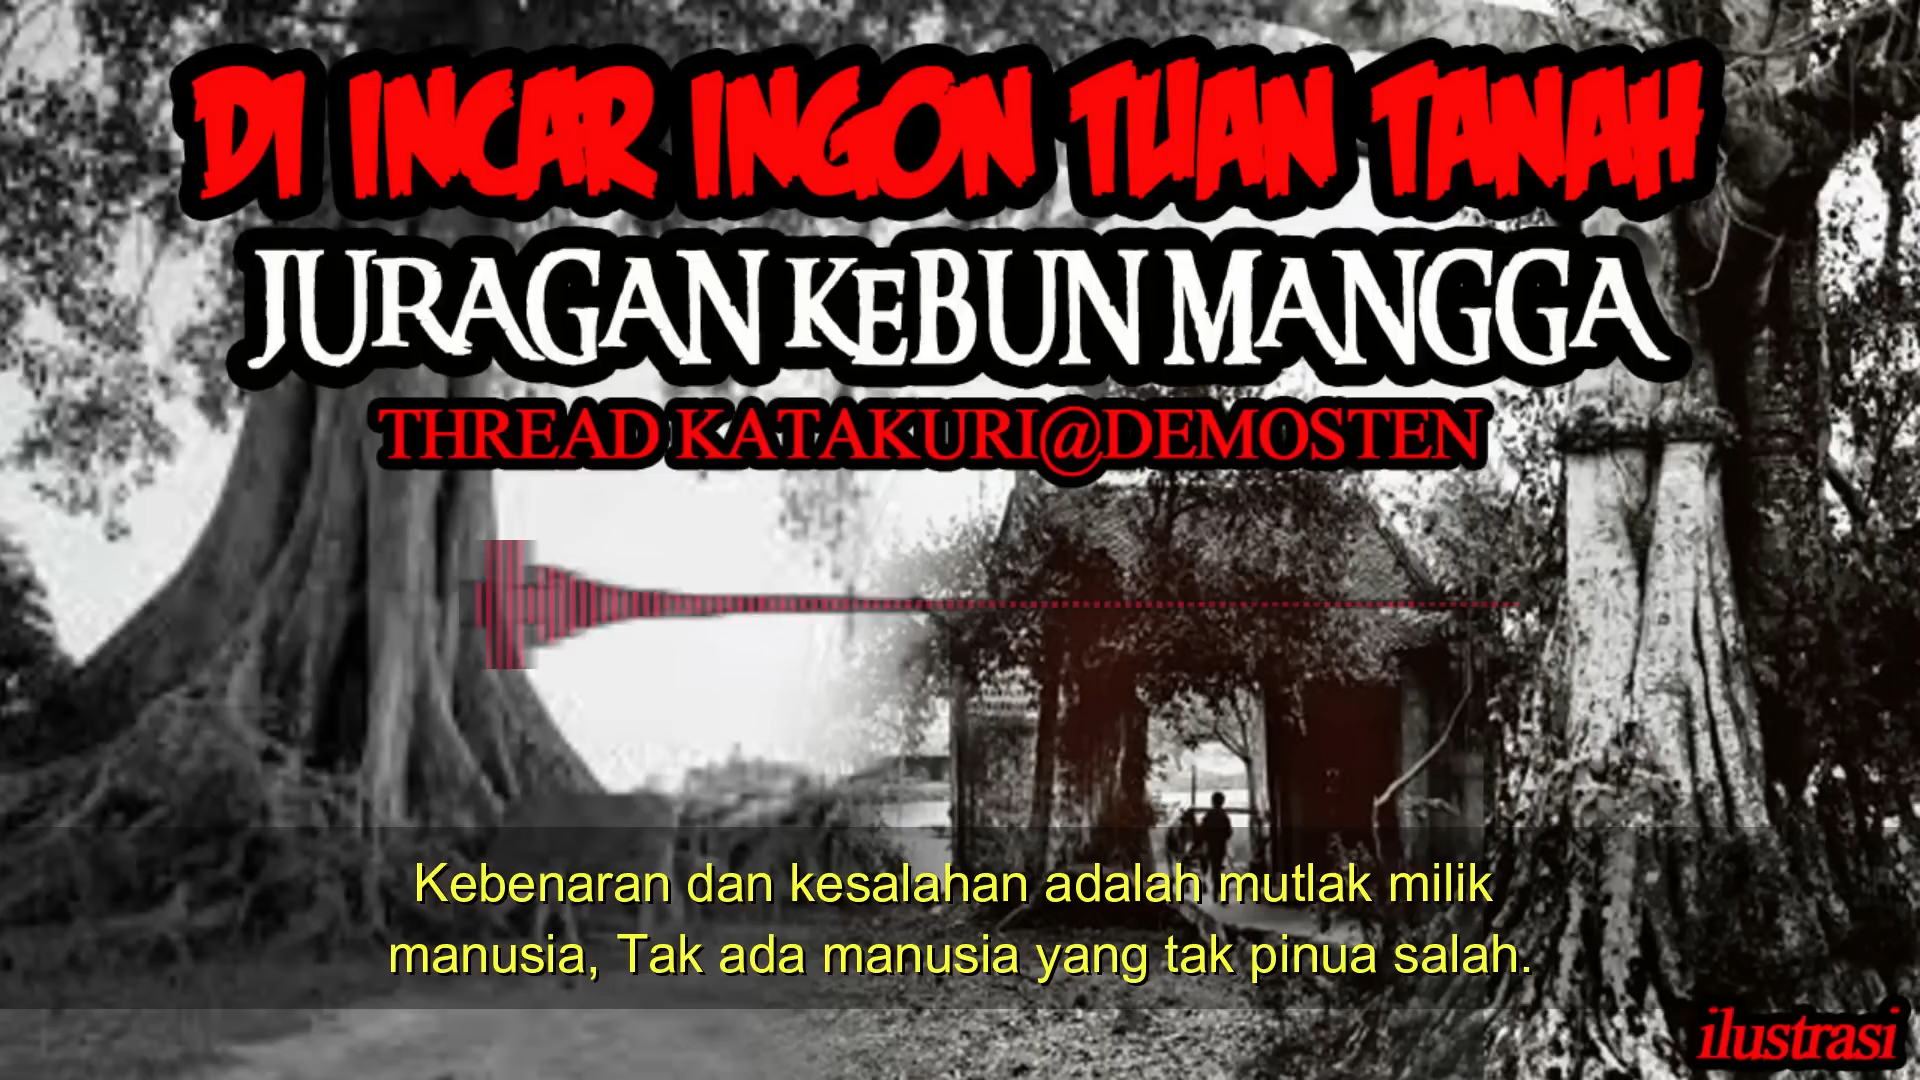 DI INCAR INGON TUAN TANAH
JURAGAN KEBUN MANGGA
THREAD KATAKURI@DEMOSTEN
Kebenaran dan kesalahan adalah mutlak milik
manusia, Tak ada manusia yang tak pinua salah.
ilustrasi